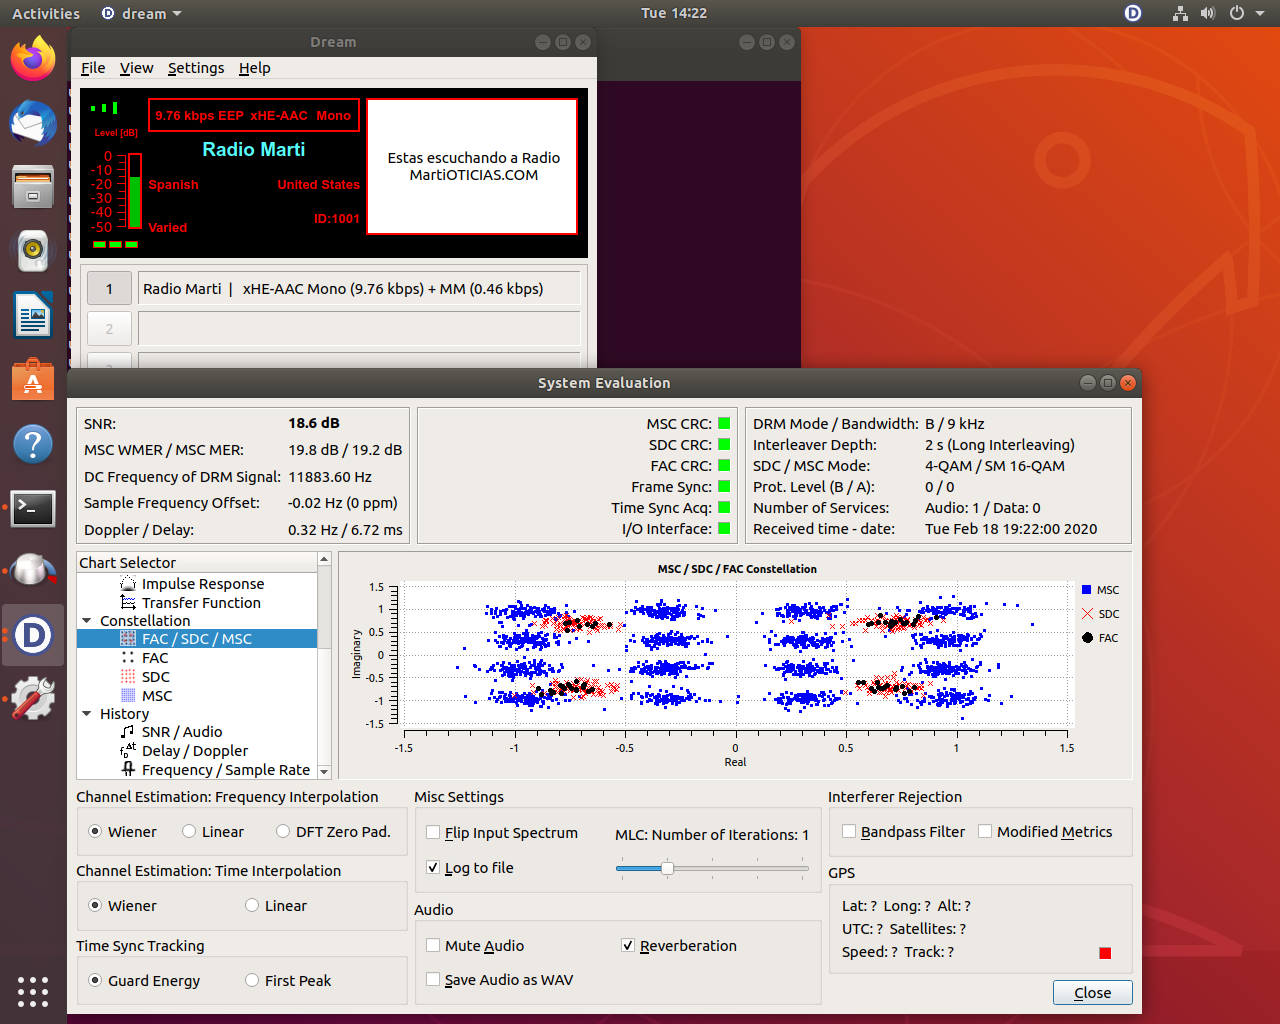 Activities
dream
Tue 14:22
Dream
File View Settings Help
Level [dB]
0
-10
-20
-30
-40
-50
9.76 kbps EEP xHE-AAC Mono
Radio Marti
Spanish United States
ID:1001
Varied
Estas escuchando a Radio
MartiOTICIAS.COM
1
Radio Marti | xHE-AAC Mono (9.76 kbps) + MM (0.46 kbps)
2
System Evaluation
SNR: 18.6 dB
MSC WMER / MSC MER: 19.8 dB / 19.2 dB
DC Frequency of DRM Signal: 11883.60 Hz
Sample Frequency Offset: -0.02 Hz (0 ppm)
Doppler / Delay: 0.32 Hz / 6.72 ms
MSC CRC:
SDC CRC:
FAC CRC:
Frame Sync:
Time Sync Acq:
I/O Interface:
DRM Mode / Bandwidth: B / 9 kHz
Interleaver Depth: 2 s (Long Interleaving)
SDC / MSC Mode: 4-QAM / SM 16-QAM
Prot. Level (B / A): 0 / 0
Number of Services: Audio: 1 / Data: 0
Received time - date: Tue Feb 18 19:22:00 2020
Chart Selector
Impulse Response
Transfer Function
Constellation
FAC / SDC / MSC
FAC
SDC
MSC
History
SNR / Audio
Delay / Doppler
Frequency / Sample Rate
MSC / SDC / FAC Constellation
Imaginary
1.5
1
0.5
0
-0.5
-1
-1.5
-1.5 -1 -0.5 0 0.5 1 1.5
Real
MSC
SDC
FAC
Channel Estimation: Frequency Interpolation
Wiener Linear DFT Zero Pad.
Channel Estimation: Time Interpolation
Wiener Linear
Time Sync Tracking
Guard Energy First Peak
Misc Settings
Flip Input Spectrum
Log to file
MLC: Number of Iterations: 1
Audio
Mute Audio Reverberation
Save Audio as WAV
Interferer Rejection
Bandpass Filter Modified Metrics
GPS
Lat: ? Long: ? Alt: ?
UTC: ? Satellites: ?
Speed: ? Track: ?
Close